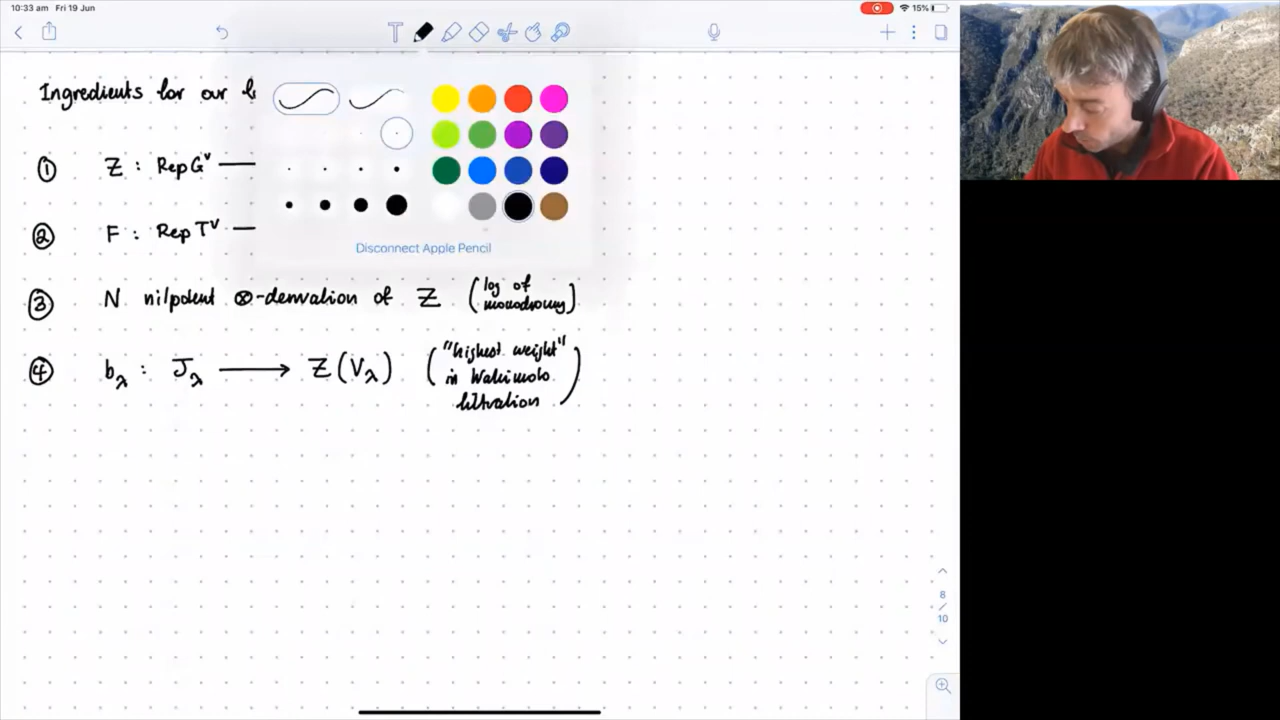 10:33 am Fri 19 Jun
15%
T
Ingredients for our
① Z : Rep G^∨ —
② F : Rep T^∨ —
Disconnect Apple Pencil
③ N nilpotent ⊗-derivation of Z (log of monodromy)
④ b_λ : J_λ ⟶ Z(V_λ) ("highest weight" in Wakimoto filtration)
8
/
10